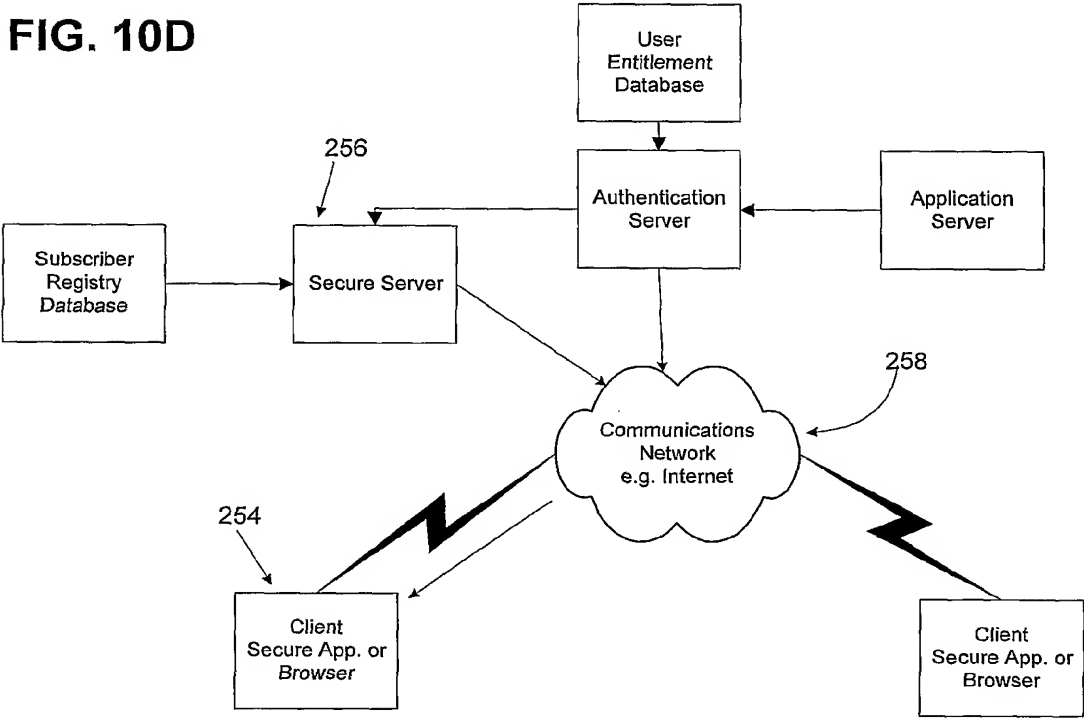 FIG. 10D
User
Entitlement
Database
256
Authentication
Server
Application
Server
Subscriber
Registry
Database
Secure Server
258
Communications
Network
e.g. Internet
254
Client
Secure App. or
Browser
Client
Secure App. or
Browser